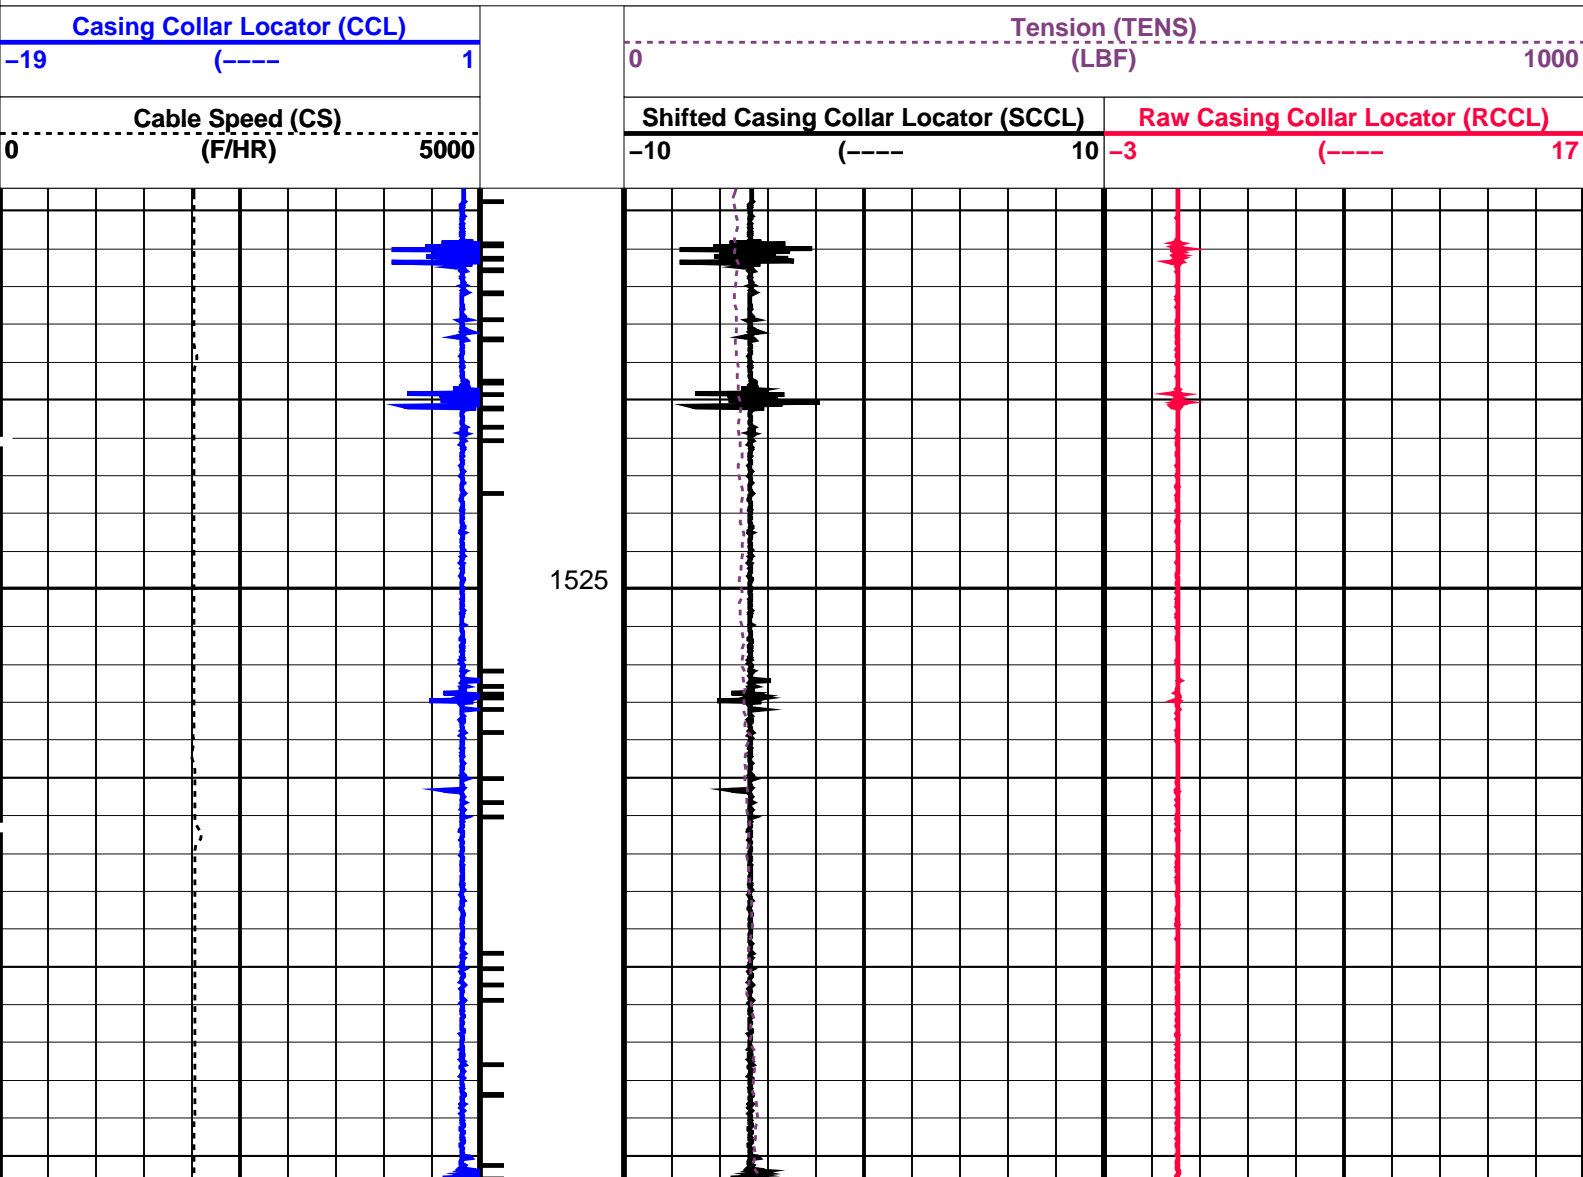 Casing Collar Locator (CCL)
−19 (−−−− 1
Tension (TENS)
0 (LBF) 1000
Cable Speed (CS)
0 (F/HR) 5000
Shifted Casing Collar Locator (SCCL)
−10 (−−−− 10
Raw Casing Collar Locator (RCCL)
−3 (−−−− 17
1525